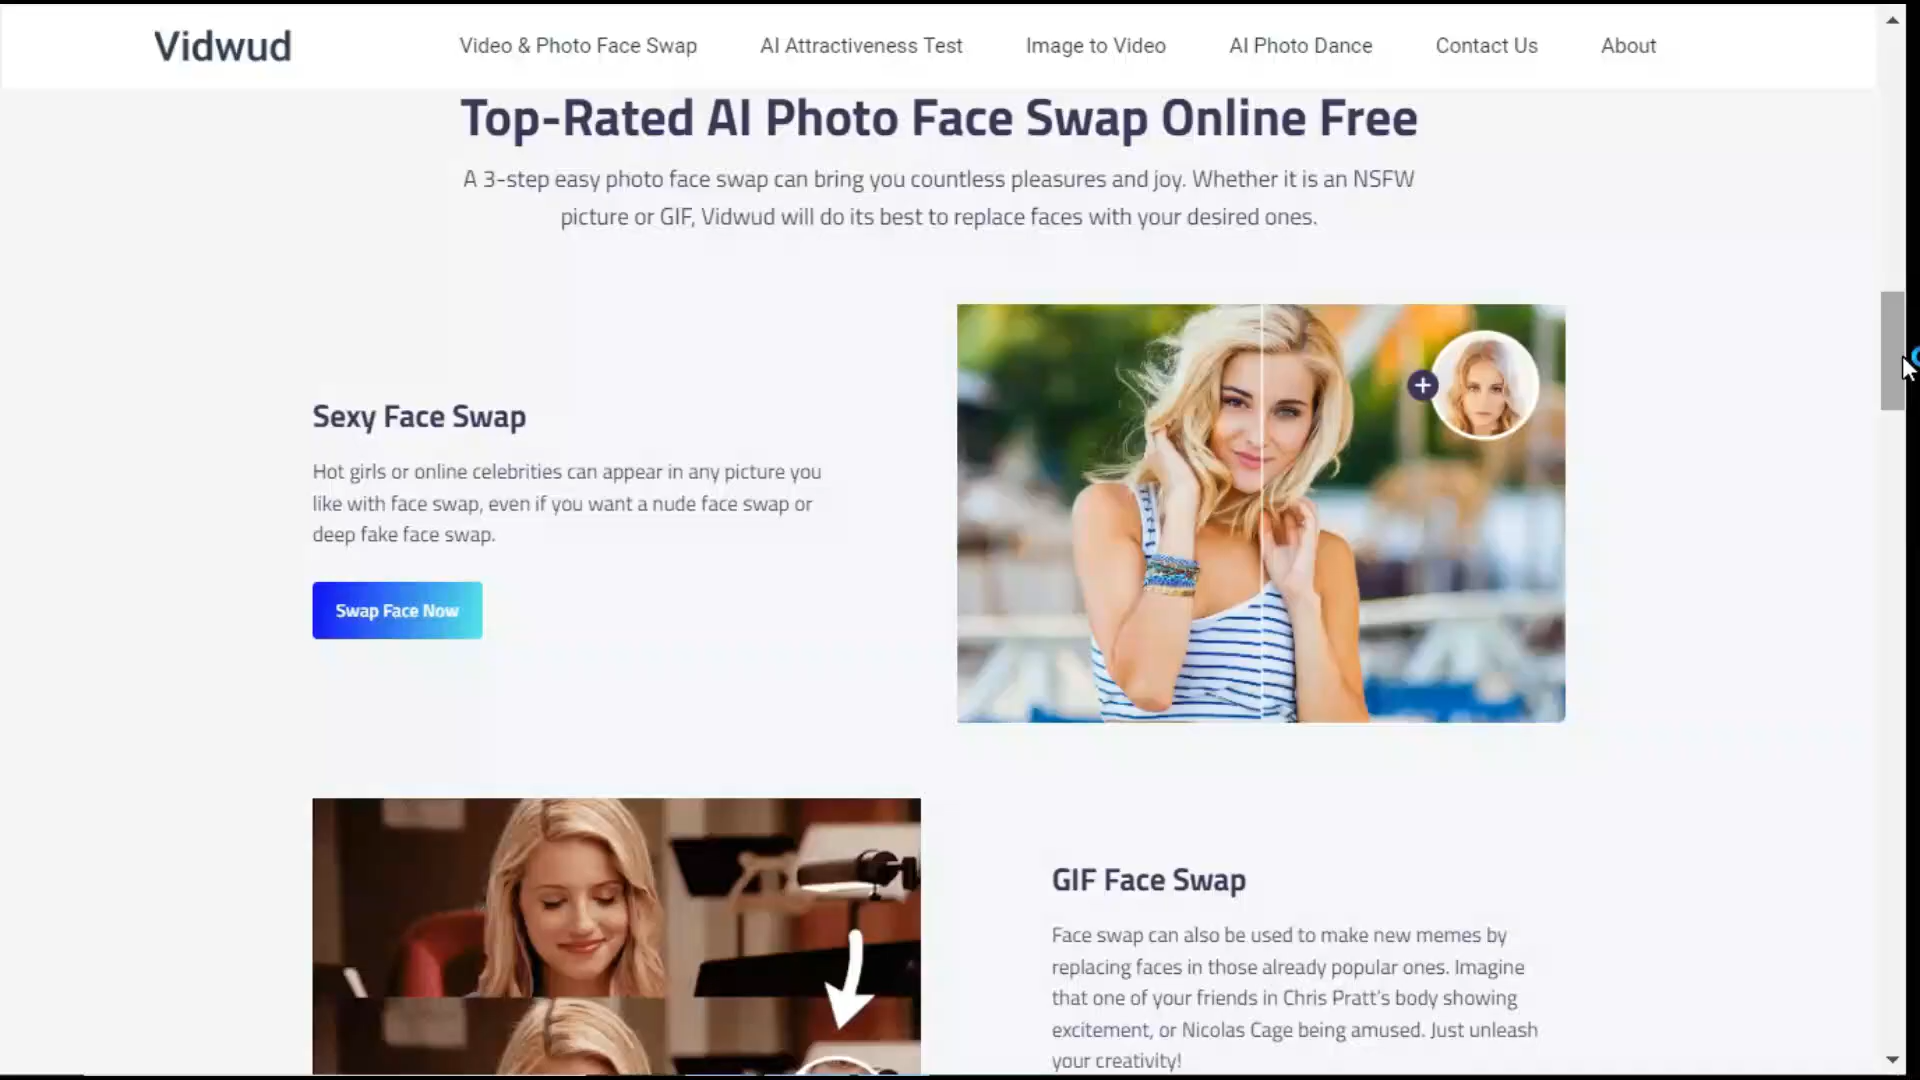 Vidwud
Video & Photo Face Swap
AI Attractiveness Test
Image to Video
AI Photo Dance
Contact Us
About
Top-Rated AI Photo Face Swap Online Free
A 3-step easy photo face swap can bring you countless pleasures and joy. Whether it is an NSFW
picture or GIF, Vidwud will do its best to replace faces with your desired ones.
Sexy Face Swap
Hot girls or online celebrities can appear in any picture you
like with face swap, even if you want a nude face swap or
deep fake face swap.
Swap Face Now
GIF Face Swap
Face swap can also be used to make new memes by
replacing faces in those already popular ones. Imagine
that one of your friends in Chris Pratt's body showing
excitement, or Nicolas Cage being amused. Just unleash
your creativity!